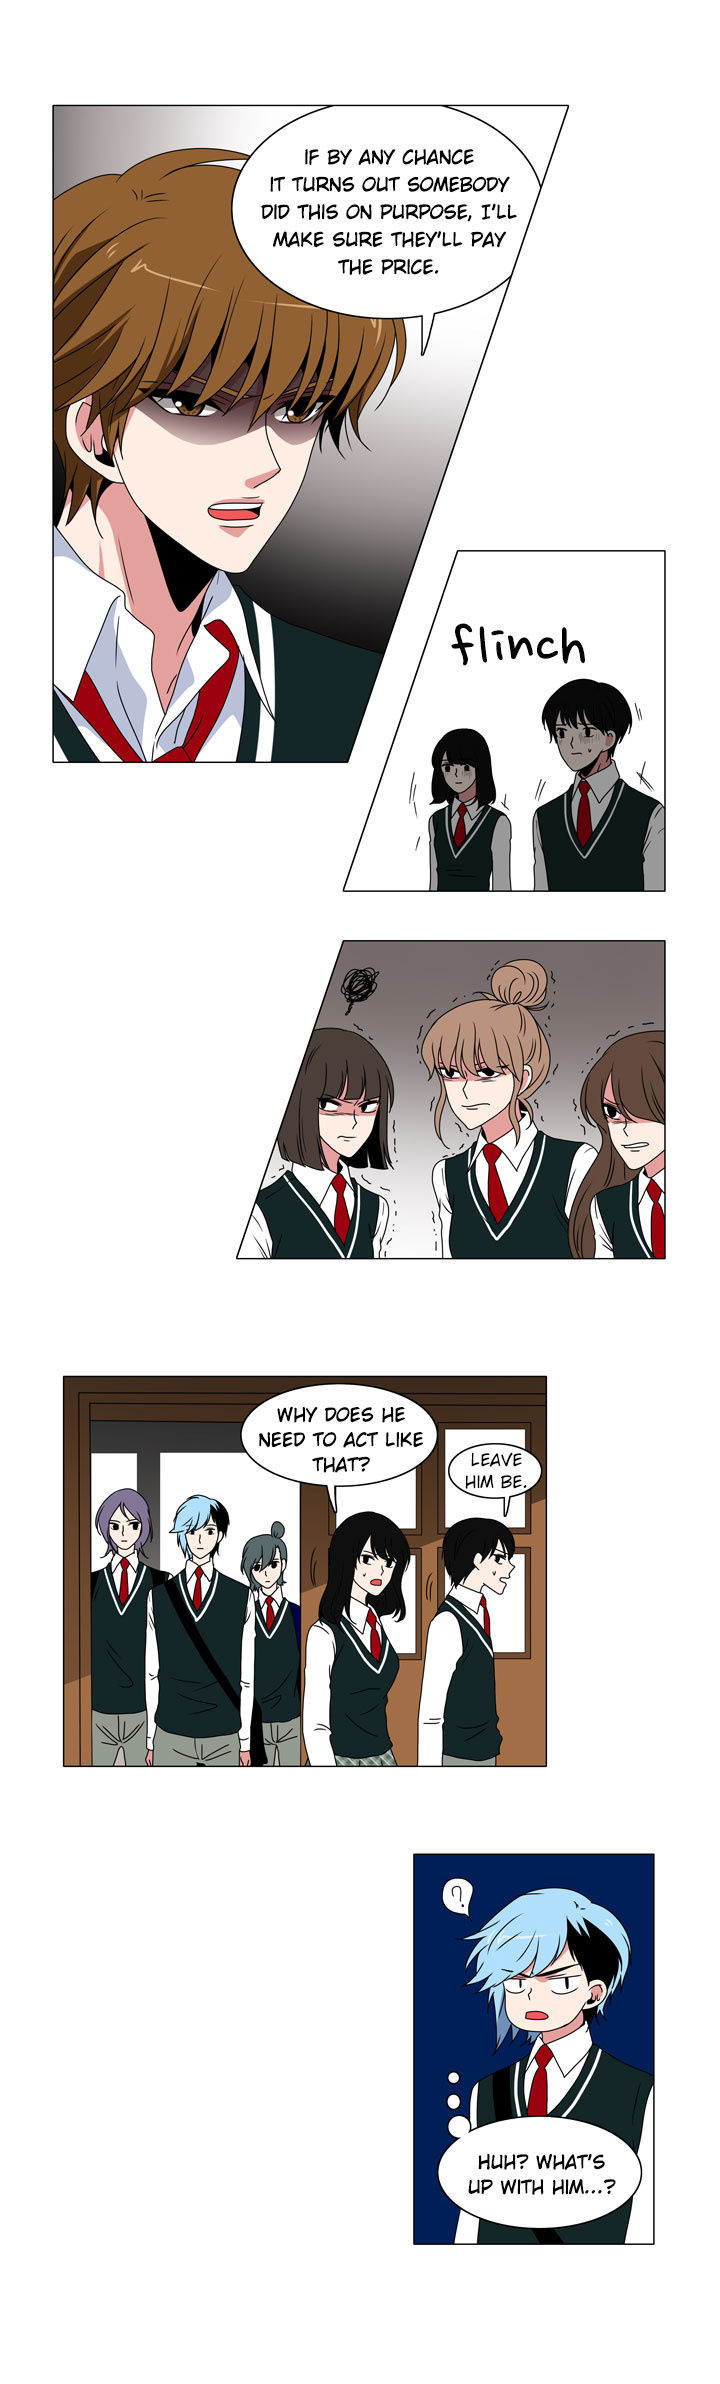 IF BY ANY CHANCE
IT TURNS OUT SOMEBODY
DID THIS ON PURPOSE, I'LL
MAKE SURE THEY'LL PAY
THE PRICE.
flinch
WHY DOES HE
NEED TO ACT LIKE
THAT?
LEAVE
HIM BE.
?
HUH? WHAT'S
UP WITH HIM...?